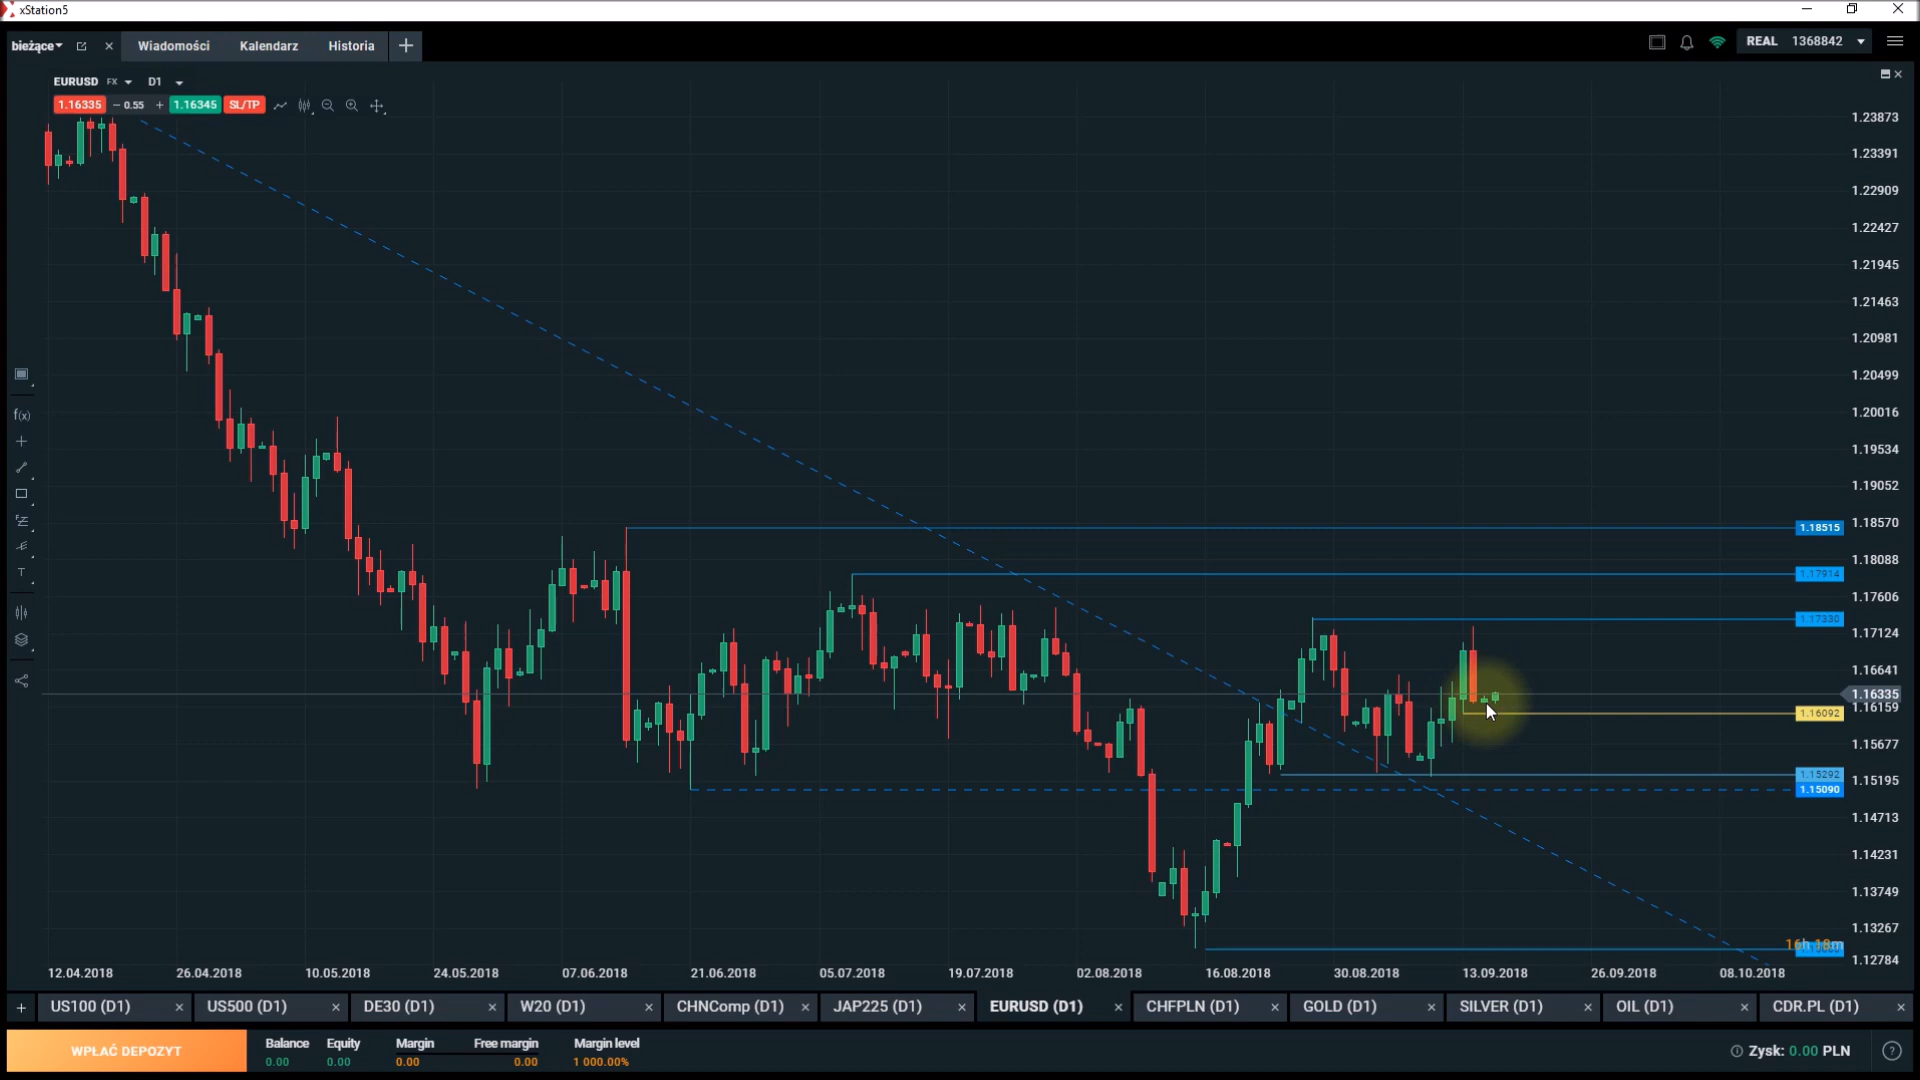 xStation5
bieżące Wiadomości Kalendarz Historia REAL 1368842
EURUSD FX D1
1.16335 − 0.55 + 1.16345 SL/TP
1.23873
1.23391
1.22909
1.22427
1.21945
1.21463
1.20981
1.20499
f(x)
1.20016
1.19534
1.19052
1.18570
1.18515
1.18088
T
1.17914
1.17606
1.17330
1.17124
1.16641
1.16335
1.16159
1.16092
1.15677
1.15292
1.15195
1.15090
1.14713
1.14231
1.13749
1.13267
16h 18m
1.12784
12.04.2018 26.04.2018 10.05.2018 24.05.2018 07.06.2018 21.06.2018 05.07.2018 19.07.2018 02.08.2018 16.08.2018 30.08.2018 13.09.2018 26.09.2018 08.10.2018
+ US100 (D1) US500 (D1) DE30 (D1) W20 (D1) CHNComp (D1) JAP225 (D1) EURUSD (D1) CHFPLN (D1) GOLD (D1) SILVER (D1) OIL (D1) CDR.PL (D1)
WPŁAĆ DEPOZYT
Balance Equity Margin Free margin Margin level
0.00 0.00 0.00 0.00 1 000.00%
Zysk: 0.00 PLN